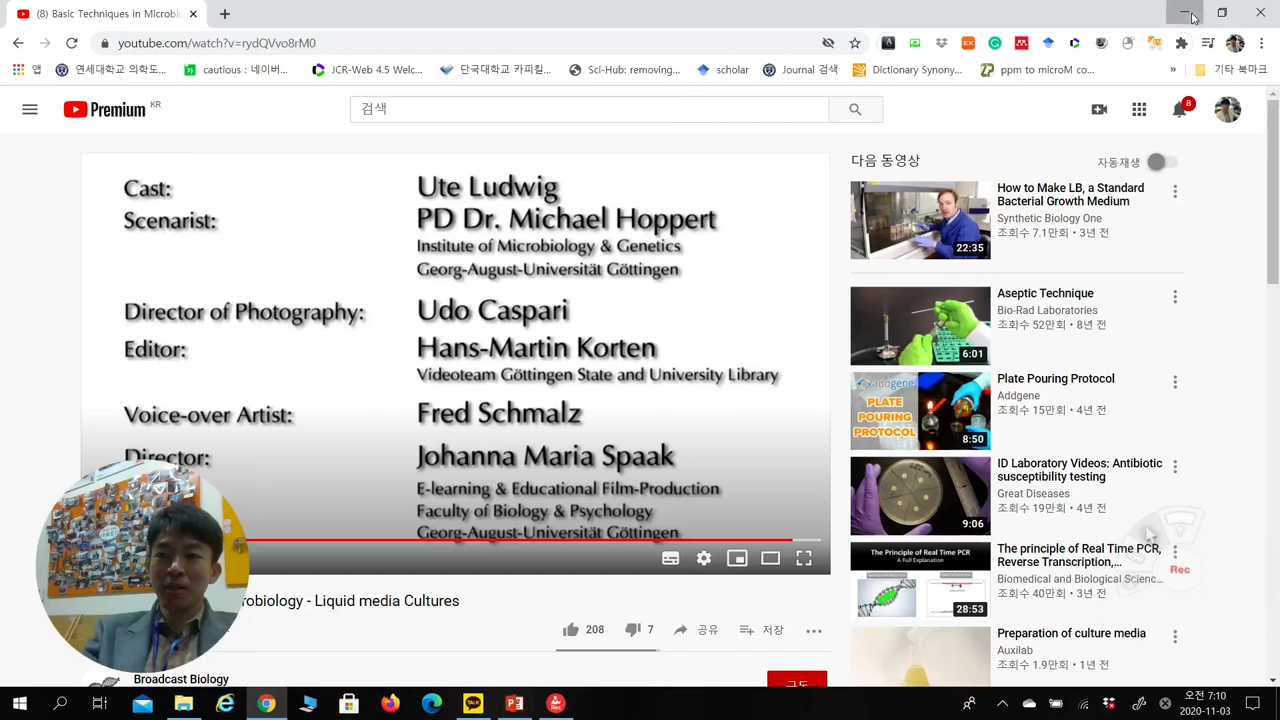 (8) Basic Techniques in Microbi
youtube.com/watch?v=rydQVvo8rM0
앱
연세대학교 의학도...
cautious : 네이버...
JCR-Web 4.5 Welc...
단국대학교 카피킬...
Sci-Hub: removing...
scholar
Journal 검색
Dictionary Synony...
ppm to microM co...
»
기타 북마크
Premium KR
검색
8
Cast: Ute Ludwig
Scenarist: PD Dr. Michael Hoppert
Institute of Microbiology & Genetics
Georg-August-Universität Göttingen
Director of Photography: Udo Caspari
Editor: Hans-Martin Korten
Videoteam Göttingen State and University Library
Voice-over Artist: Fred Schmalz
Director: Johanna Maria Spaak
E-learning & Educational Film-Production
Faculty of Biology & Psychology
Georg-August-Universität Göttingen
robiology - Liquid media Cultures
208
7
공유
저장
Broadcast Biology
구독
다음 동영상
자동재생
22:35
How to Make LB, a Standard
Bacterial Growth Medium
Synthetic Biology One
조회수 7.1만회 • 3년 전
6:01
Aseptic Technique
Bio-Rad Laboratories
조회수 52만회 • 8년 전
addgene
PLATE
POURING
PROTOCOL
8:50
Plate Pouring Protocol
Addgene
조회수 15만회 • 4년 전
9:06
ID Laboratory Videos: Antibiotic
susceptibility testing
Great Diseases
조회수 19만회 • 4년 전
The Principle of Real Time PCR
A Full Explanation
28:53
The principle of Real Time PCR,
Reverse Transcription,...
Biomedical and Biological Scienc...
조회수 40만회 • 3년 전
Rec
Preparation of culture media
Auxilab
조회수 1.9만회 • 1년 전
TALK
오전 7:10
2020-11-03